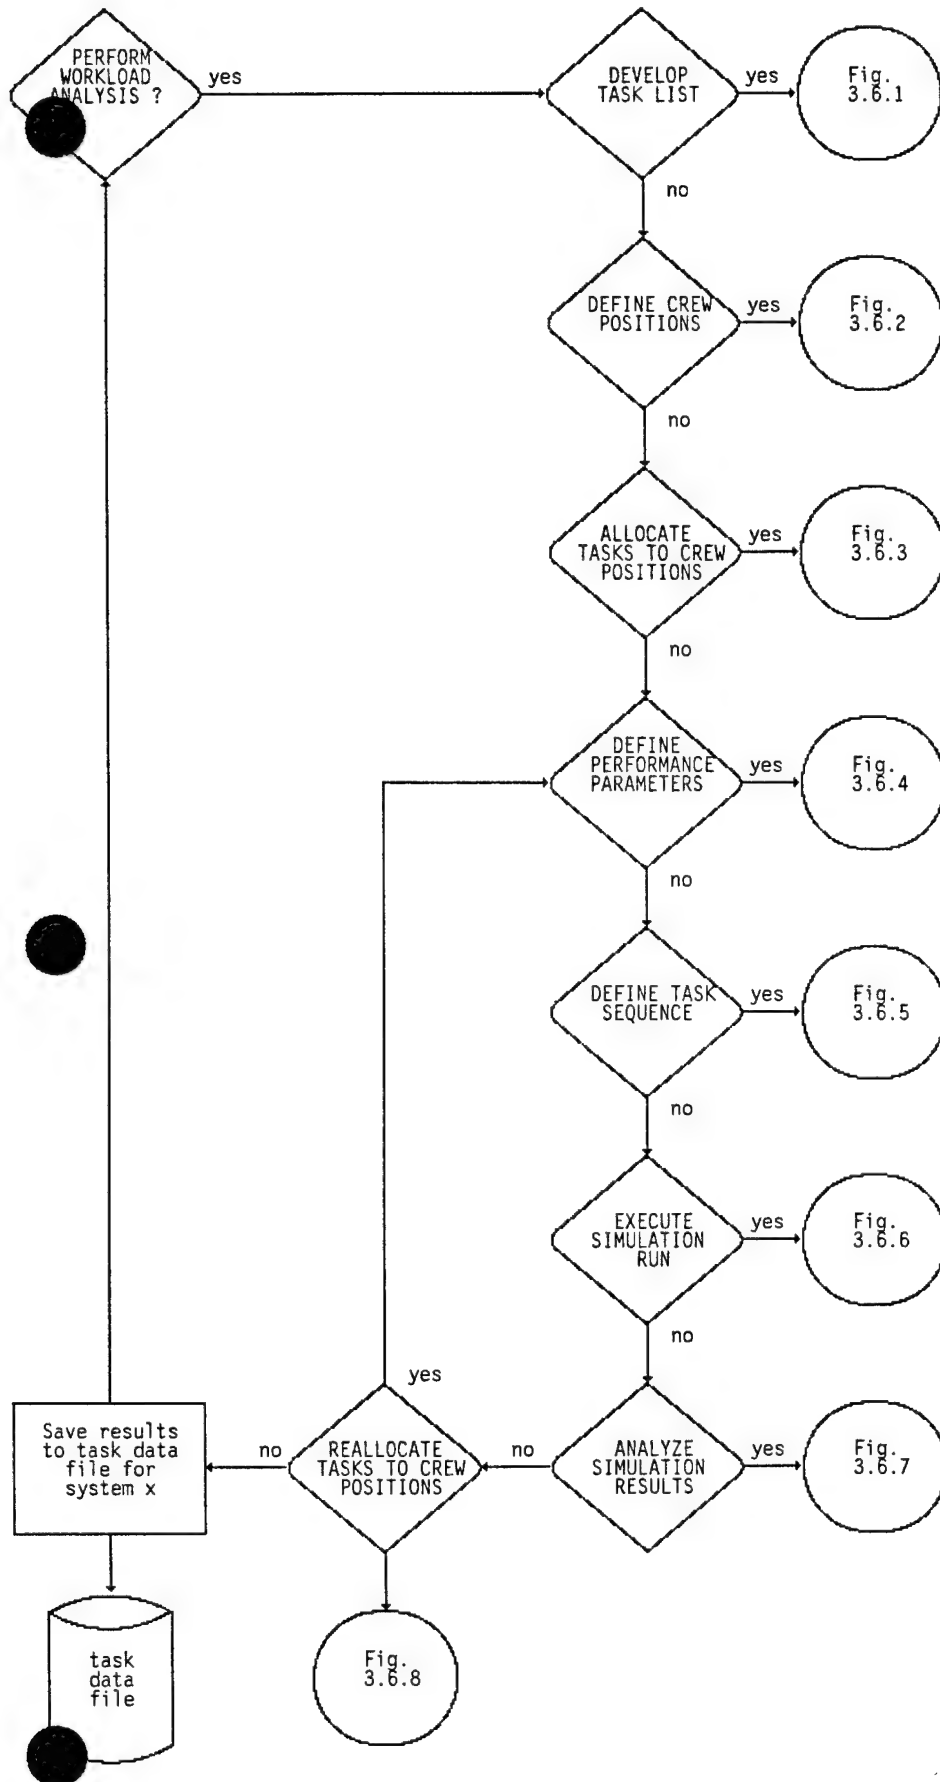 PERFORM
WORKLOAD
ANALYSIS ?
yes
DEVELOP
TASK LIST
yes
Fig.
3.6.1
no
DEFINE CREW
POSITIONS
yes
Fig.
3.6.2
no
ALLOCATE
TASKS TO CREW
POSITIONS
yes
Fig.
3.6.3
no
DEFINE
PERFORMANCE
PARAMETERS
yes
Fig.
3.6.4
no
DEFINE TASK
SEQUENCE
yes
Fig.
3.6.5
no
EXECUTE
SIMULATION
RUN
yes
Fig.
3.6.6
no
ANALYZE
SIMULATION
RESULTS
yes
Fig.
3.6.7
no
REALLOCATE
TASKS TO CREW
POSITIONS
yes
no
Fig.
3.6.8
Save results
to task data
file for
system x
task
data
file